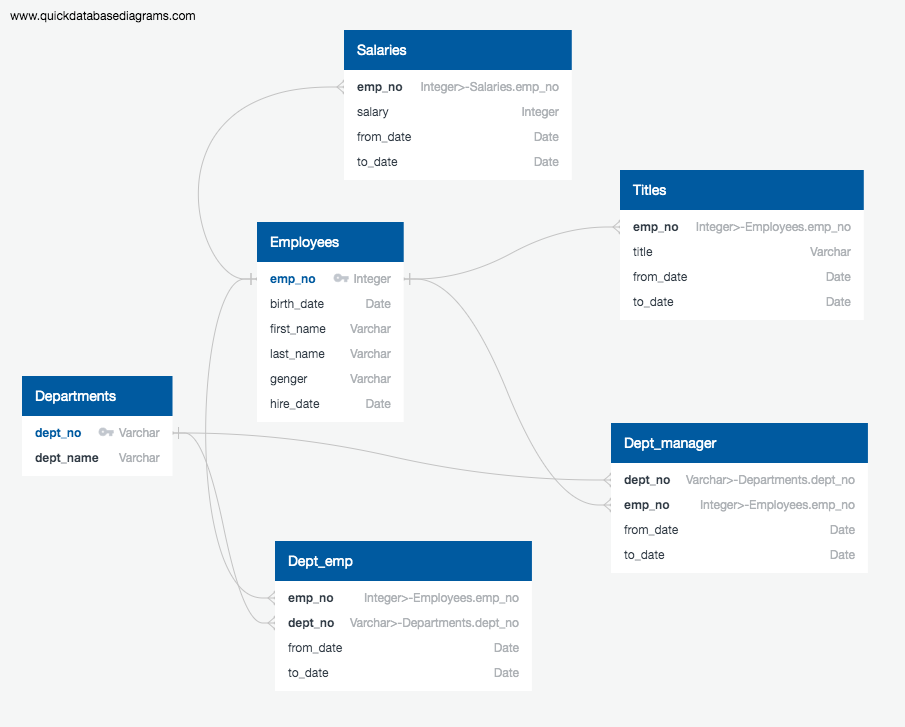 www.quickdatabasediagrams.com
Salaries
emp_no Integer>-Salaries.emp_no
salary Integer
from_date Date
to_date Date
Titles
emp_no Integer>-Employees.emp_no
title Varchar
from_date Date
to_date Date
Employees
emp_no Integer
birth_date Date
first_name Varchar
last_name Varchar
genger Varchar
hire_date Date
Departments
dept_no Varchar
dept_name Varchar
Dept_manager
dept_no Varchar>-Departments.dept_no
emp_no Integer>-Employees.emp_no
from_date Date
to_date Date
Dept_emp
emp_no Integer>-Employees.emp_no
dept_no Varchar>-Departments.dept_no
from_date Date
to_date Date